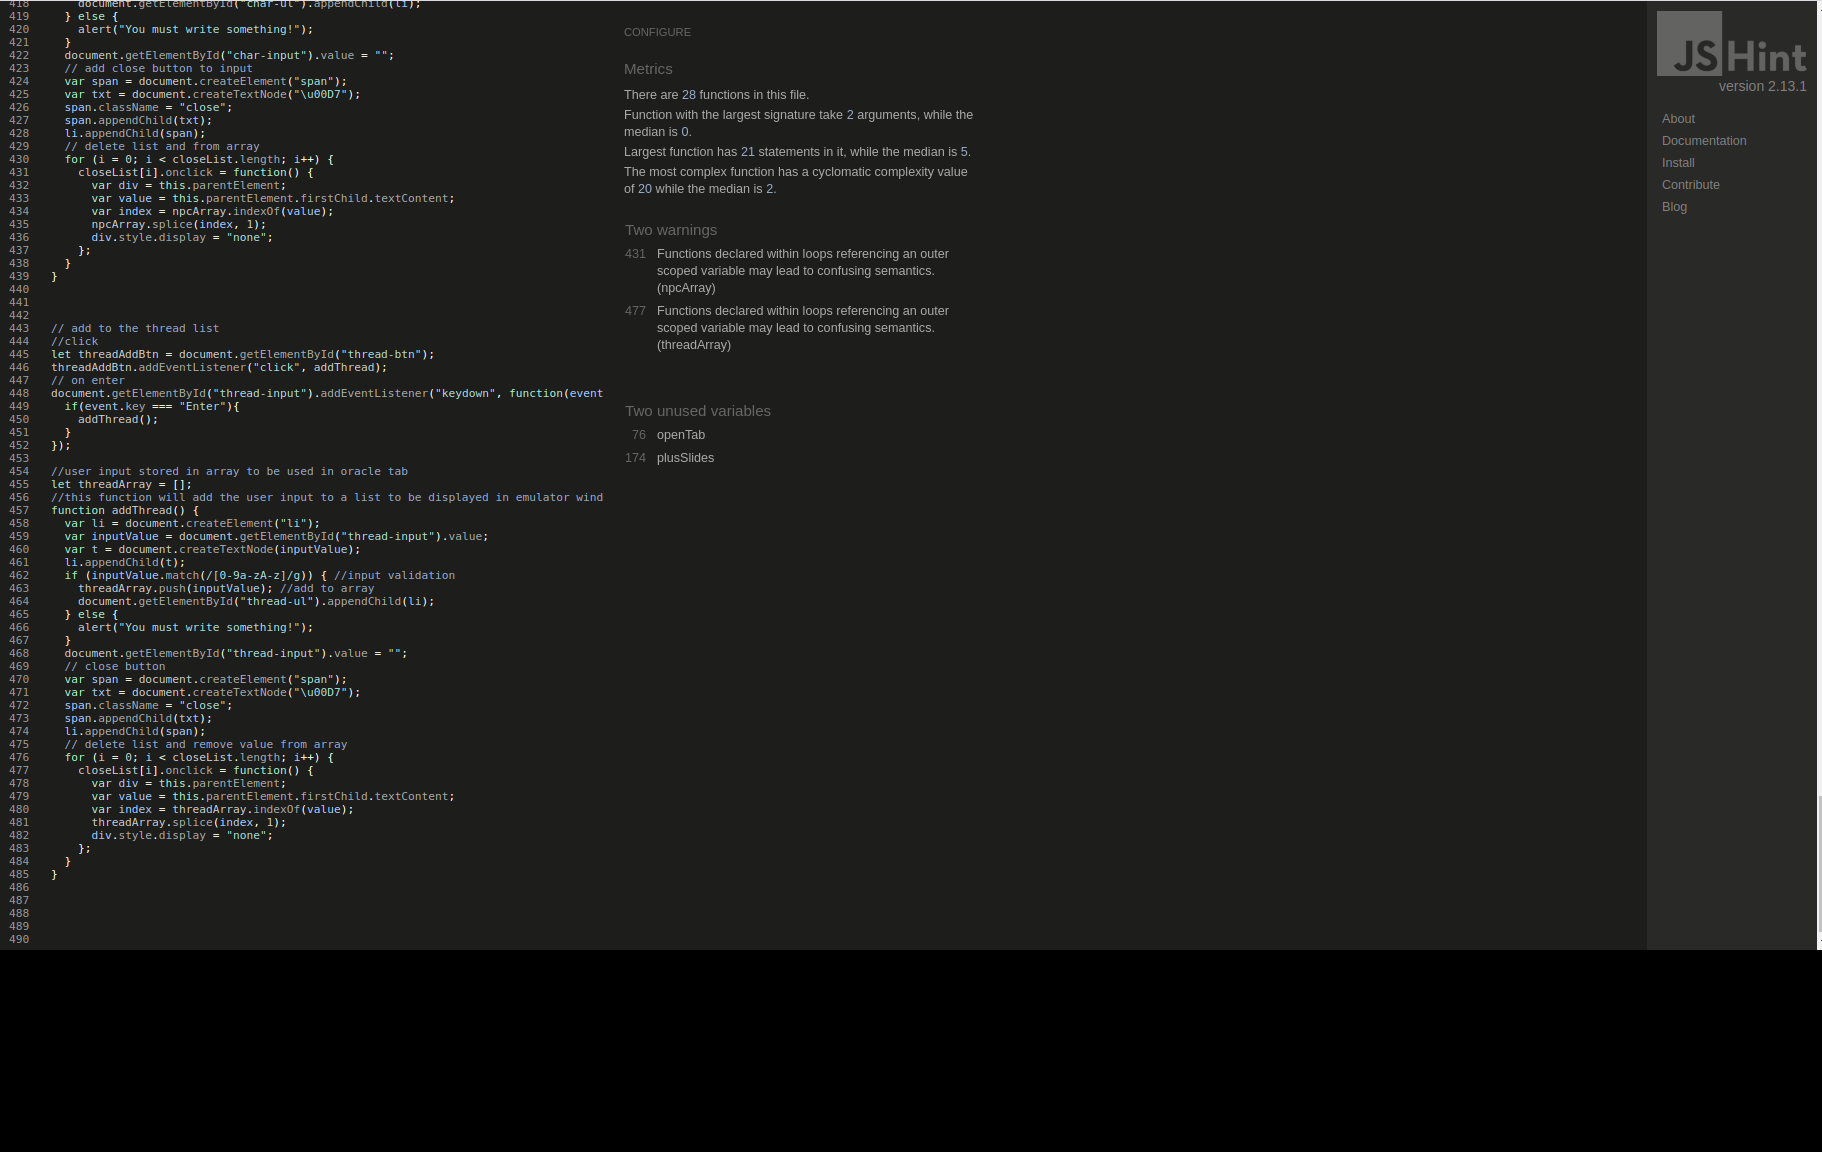 418       document.getElementById("char-ul").appendChild(li);
419     } else {
420       alert("You must write something!");
421     }
422     document.getElementById("char-input").value = "";
423     // add close button to input
424     var span = document.createElement("span");
425     var txt = document.createTextNode("\u00D7");
426     span.className = "close";
427     span.appendChild(txt);
428     li.appendChild(span);
429     // delete list and from array
430     for (i = 0; i < closeList.length; i++) {
431       closeList[i].onclick = function() {
432         var div = this.parentElement;
433         var value = this.parentElement.firstChild.textContent;
434         var index = npcArray.indexOf(value);
435         npcArray.splice(index, 1);
436         div.style.display = "none";
437       };
438     }
439   }
440
441
442
443   // add to the thread list
444   //click
445   let threadAddBtn = document.getElementById("thread-btn");
446   threadAddBtn.addEventListener("click", addThread);
447   // on enter
448   document.getElementById("thread-input").addEventListener("keydown", function(event
449     if(event.key === "Enter"){
450       addThread();
451     }
452   });
453
454   //user input stored in array to be used in oracle tab
455   let threadArray = [];
456   //this function will add the user input to a list to be displayed in emulator wind
457   function addThread() {
458     var li = document.createElement("li");
459     var inputValue = document.getElementById("thread-input").value;
460     var t = document.createTextNode(inputValue);
461     li.appendChild(t);
462     if (inputValue.match(/[0-9a-zA-z]/g)) { //input validation
463       threadArray.push(inputValue); //add to array
464       document.getElementById("thread-ul").appendChild(li);
465     } else {
466       alert("You must write something!");
467     }
468     document.getElementById("thread-input").value = "";
469     // close button
470     var span = document.createElement("span");
471     var txt = document.createTextNode("\u00D7");
472     span.className = "close";
473     span.appendChild(txt);
474     li.appendChild(span);
475     // delete list and remove value from array
476     for (i = 0; i < closeList.length; i++) {
477       closeList[i].onclick = function() {
478         var div = this.parentElement;
479         var value = this.parentElement.firstChild.textContent;
480         var index = threadArray.indexOf(value);
481         threadArray.splice(index, 1);
482         div.style.display = "none";
483       };
484     }
485   }
486
487
488
489
490
CONFIGURE
Metrics
There are 28 functions in this file.
Function with the largest signature take 2 arguments, while the
median is 0.
Largest function has 21 statements in it, while the median is 5.
The most complex function has a cyclomatic complexity value
of 20 while the median is 2.
Two warnings
431 Functions declared within loops referencing an outer
scoped variable may lead to confusing semantics.
(npcArray)
477 Functions declared within loops referencing an outer
scoped variable may lead to confusing semantics.
(threadArray)
Two unused variables
76 openTab
174 plusSlides
JSHint
version 2.13.1
About
Documentation
Install
Contribute
Blog